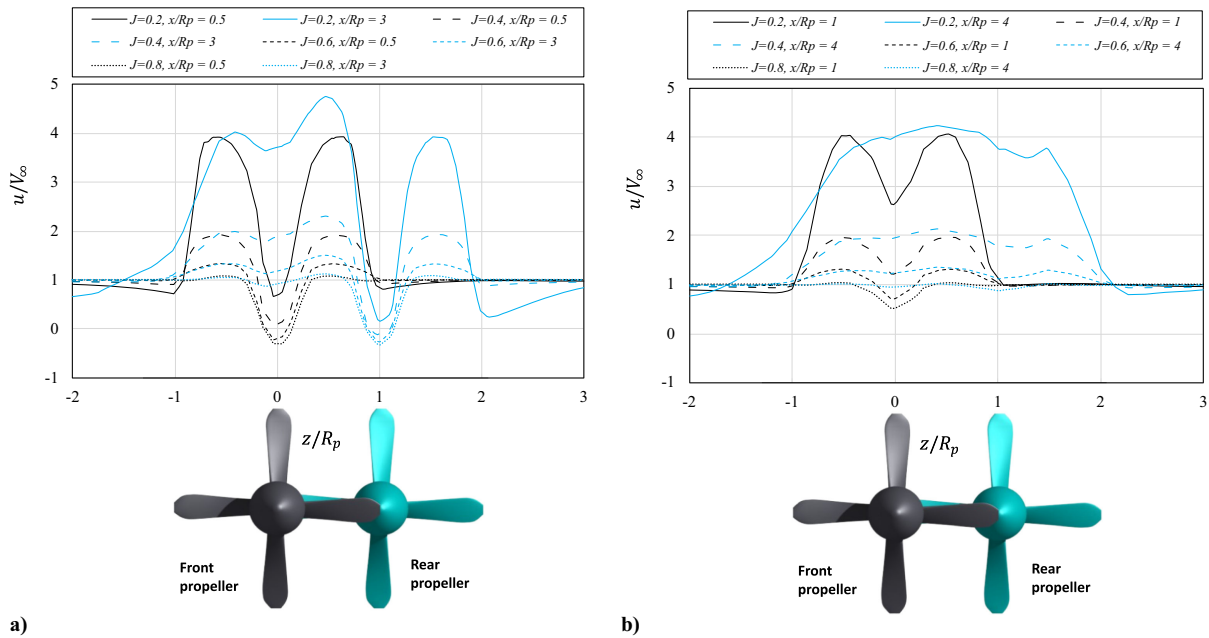 J=0.2, x/Rp = 0.5 J=0.2, x/Rp = 3 J=0.4, x/Rp = 0.5
J=0.4, x/Rp = 3 J=0.6, x/Rp = 0.5 J=0.6, x/Rp = 3
J=0.8, x/Rp = 0.5 J=0.8, x/Rp = 3
5
4
3
2
1
0
-1
u/V∞
-2 -1 0 1 2 3
z/Rp
Front
propeller
Rear
propeller
a)
J=0.2, x/Rp = 1 J=0.2, x/Rp = 4 J=0.4, x/Rp = 1
J=0.4, x/Rp = 4 J=0.6, x/Rp = 1 J=0.6, x/Rp = 4
J=0.8, x/Rp = 1 J=0.8, x/Rp = 4
5
4
3
2
1
0
-1
u/V∞
-2 -1 0 1 2 3
z/Rp
Front
propeller
Rear
propeller
b)